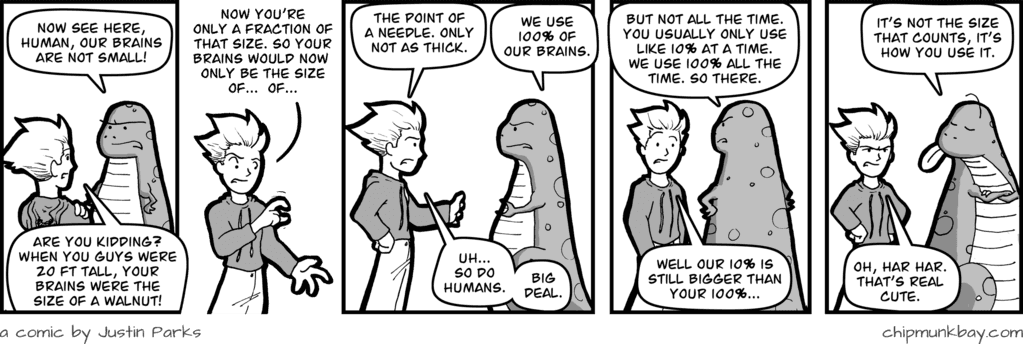 NOW SEE HERE,
HUMAN, OUR BRAINS
ARE NOT SMALL!
ARE YOU KIDDING?
WHEN YOU GUYS WERE
20 FT TALL, YOUR
BRAINS WERE THE
SIZE OF A WALNUT!
NOW YOU'RE
ONLY A FRACTION OF
THAT SIZE. SO YOUR
BRAINS WOULD NOW
ONLY BE THE SIZE
OF... OF...
THE POINT OF
A NEEDLE. ONLY
NOT AS THICK.
WE USE
100% OF
OUR BRAINS.
UH...
SO DO
HUMANS.
BIG
DEAL.
BUT NOT ALL THE TIME.
YOU USUALLY ONLY USE
LIKE 10% AT A TIME.
WE USE 100% ALL THE
TIME. SO THERE.
WELL OUR 10% IS
STILL BIGGER THAN
YOUR 100%...
IT'S NOT THE SIZE
THAT COUNTS, IT'S
HOW YOU USE IT.
OH, HAR HAR.
THAT'S REAL
CUTE.
a comic by Justin Parks
chipmunkbay.com